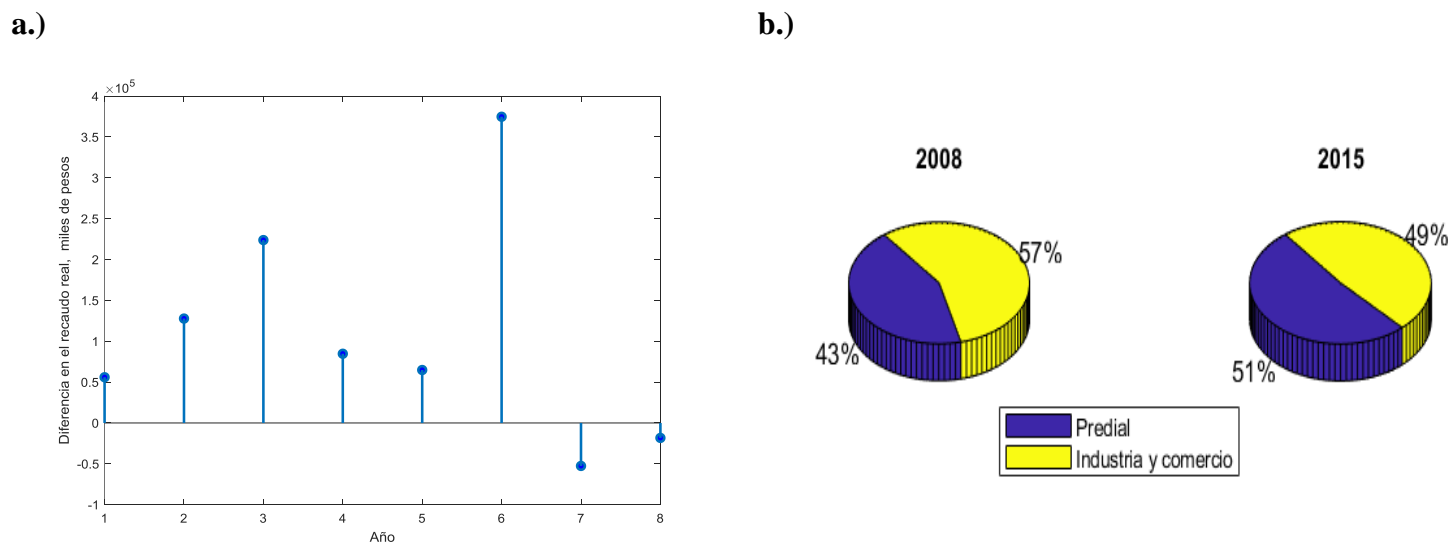 a.)
b.)
×10⁵
4
3.5
3
2.5
2
1.5
1
0.5
0
-0.5
-1
Diferencia en el recaudo real, miles de pesos
1 2 3 4 5 6 7 8
Año
2008
57%
43%
2015
49%
51%
Predial
Industria y comercio